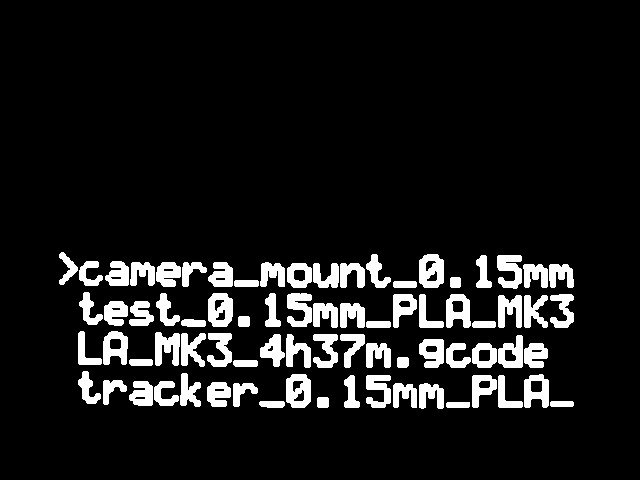 >camera_mount_0.15mm
test_0.15mm_PLA_MK3
LA_MK3_4h37m.gcode
tracker_0.15mm_PLA_